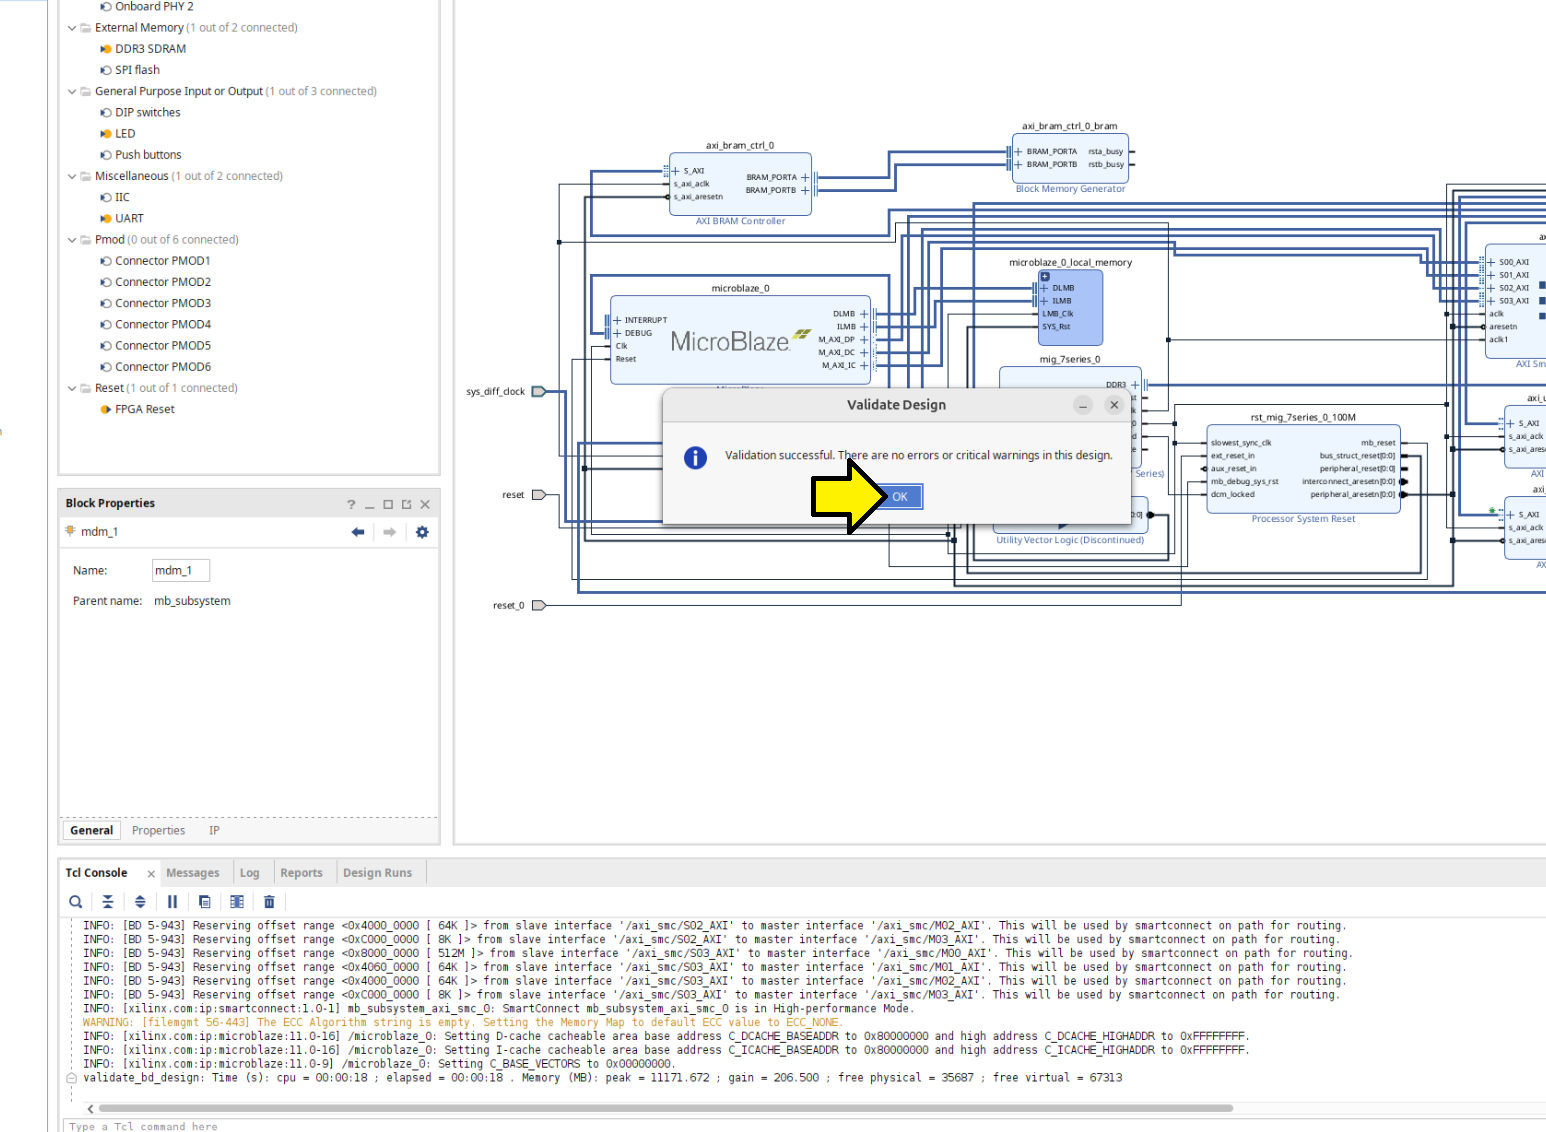 Onboard PHY 2
External Memory (1 out of 2 connected)
DDR3 SDRAM
SPI flash
General Purpose Input or Output (1 out of 3 connected)
DIP switches
LED
Push buttons
Miscellaneous (1 out of 2 connected)
IIC
UART
Pmod (0 out of 6 connected)
Connector PMOD1
Connector PMOD2
Connector PMOD3
Connector PMOD4
Connector PMOD5
Connector PMOD6
Reset (1 out of 1 connected)
FPGA Reset
Block Properties
mdm_1
Name: mdm_1
Parent name: mb_subsystem
General Properties IP
axi_bram_ctrl_0
S_AXI
s_axi_aclk
s_axi_aresetn
BRAM_PORTA
BRAM_PORTB
AXI BRAM Controller
axi_bram_ctrl_0_bram
BRAM_PORTA rsta_busy
BRAM_PORTB rstb_busy
Block Memory Generator
microblaze_0
INTERRUPT
DEBUG
Clk
Reset
MicroBlaze
DLMB
ILMB
M_AXI_DP
M_AXI_DC
M_AXI_IC
microblaze_0_local_memory
DLMB
ILMB
LMB_Clk
SYS_Rst
mig_7series_0
DDR3
Series)
0:0]
Utility Vector Logic (Discontinued)
sys_diff_clock
reset
reset_0
rst_mig_7series_0_100M
slowest_sync_clk mb_reset
ext_reset_in bus_struct_reset[0:0]
aux_reset_in peripheral_reset[0:0]
mb_debug_sys_rst interconnect_aresetn[0:0]
dcm_locked peripheral_aresetn[0:0]
Processor System Reset
S00_AXI
S01_AXI
S02_AXI
S03_AXI
aclk
aresetn
aclk1
AXI Sm
axi_u
S_AXI
s_axi_aclk
s_axi_ares
AXI
axi_
S_AXI
s_axi_aclk
s_axi_ares
AX
Validate Design
Validation successful. There are no errors or critical warnings in this design.
OK
Tcl Console Messages Log Reports Design Runs
INFO: [BD 5-943] Reserving offset range <0x4000_0000 [ 64K ]> from slave interface '/axi_smc/S02_AXI' to master interface '/axi_smc/M02_AXI'. This will be used by smartconnect on path for routing.
INFO: [BD 5-943] Reserving offset range <0xC000_0000 [ 8K ]> from slave interface '/axi_smc/S02_AXI' to master interface '/axi_smc/M03_AXI'. This will be used by smartconnect on path for routing.
INFO: [BD 5-943] Reserving offset range <0x8000_0000 [ 512M ]> from slave interface '/axi_smc/S03_AXI' to master interface '/axi_smc/M00_AXI'. This will be used by smartconnect on path for routing.
INFO: [BD 5-943] Reserving offset range <0x4060_0000 [ 64K ]> from slave interface '/axi_smc/S03_AXI' to master interface '/axi_smc/M01_AXI'. This will be used by smartconnect on path for routing.
INFO: [BD 5-943] Reserving offset range <0x4000_0000 [ 64K ]> from slave interface '/axi_smc/S03_AXI' to master interface '/axi_smc/M02_AXI'. This will be used by smartconnect on path for routing.
INFO: [BD 5-943] Reserving offset range <0xC000_0000 [ 8K ]> from slave interface '/axi_smc/S03_AXI' to master interface '/axi_smc/M03_AXI'. This will be used by smartconnect on path for routing.
INFO: [xilinx.com:ip:smartconnect:1.0-1] mb_subsystem_axi_smc_0: SmartConnect mb_subsystem_axi_smc_0 is in High-performance Mode.
WARNING: [filemgmt 56-443] The ECC Algorithm string is empty. Setting the Memory Map to default ECC value to ECC_NONE.
INFO: [xilinx.com:ip:microblaze:11.0-16] /microblaze_0: Setting D-cache cacheable area base address C_DCACHE_BASEADDR to 0x80000000 and high address C_DCACHE_HIGHADDR to 0xFFFFFFFF.
INFO: [xilinx.com:ip:microblaze:11.0-16] /microblaze_0: Setting I-cache cacheable area base address C_ICACHE_BASEADDR to 0x80000000 and high address C_ICACHE_HIGHADDR to 0xFFFFFFFF.
INFO: [xilinx.com:ip:microblaze:11.0-9] /microblaze_0: Setting C_BASE_VECTORS to 0x00000000.
validate_bd_design: Time (s): cpu = 00:00:18 ; elapsed = 00:00:18 . Memory (MB): peak = 11171.672 ; gain = 206.500 ; free physical = 35687 ; free virtual = 67313
Type a Tcl command here